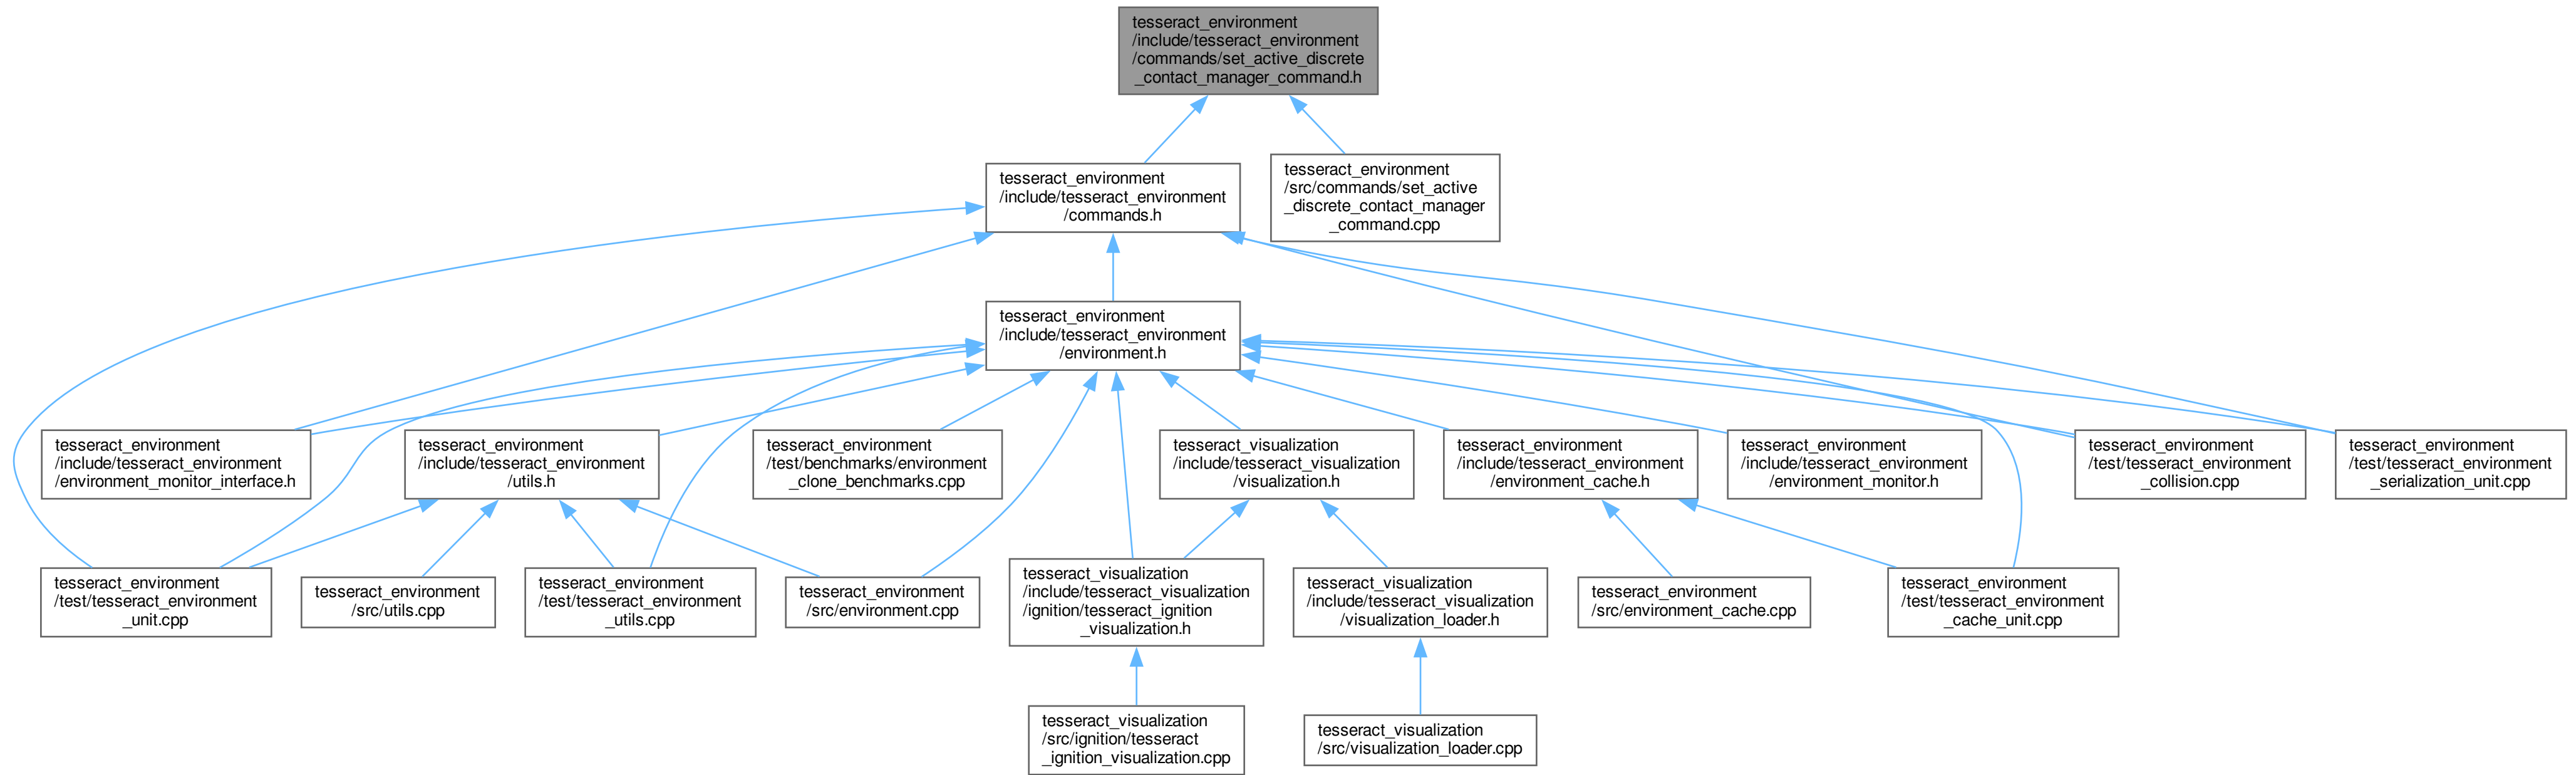 tesseract_environment
/include/tesseract_environment
/commands/set_active_discrete
_contact_manager_command.h
tesseract_environment
/include/tesseract_environment
/commands.h
tesseract_environment
/src/commands/set_active
_discrete_contact_manager
_command.cpp
tesseract_environment
/include/tesseract_environment
/environment.h
tesseract_environment
/include/tesseract_environment
/environment_monitor_interface.h
tesseract_environment
/include/tesseract_environment
/utils.h
tesseract_environment
/test/benchmarks/environment
_clone_benchmarks.cpp
tesseract_visualization
/include/tesseract_visualization
/visualization.h
tesseract_environment
/include/tesseract_environment
/environment_cache.h
tesseract_environment
/include/tesseract_environment
/environment_monitor.h
tesseract_environment
/test/tesseract_environment
_collision.cpp
tesseract_environment
/test/tesseract_environment
_serialization_unit.cpp
tesseract_environment
/test/tesseract_environment
_unit.cpp
tesseract_environment
/src/utils.cpp
tesseract_environment
/test/tesseract_environment
_utils.cpp
tesseract_environment
/src/environment.cpp
tesseract_visualization
/include/tesseract_visualization
/ignition/tesseract_ignition
_visualization.h
tesseract_visualization
/include/tesseract_visualization
/visualization_loader.h
tesseract_environment
/src/environment_cache.cpp
tesseract_environment
/test/tesseract_environment
_cache_unit.cpp
tesseract_visualization
/src/ignition/tesseract
_ignition_visualization.cpp
tesseract_visualization
/src/visualization_loader.cpp